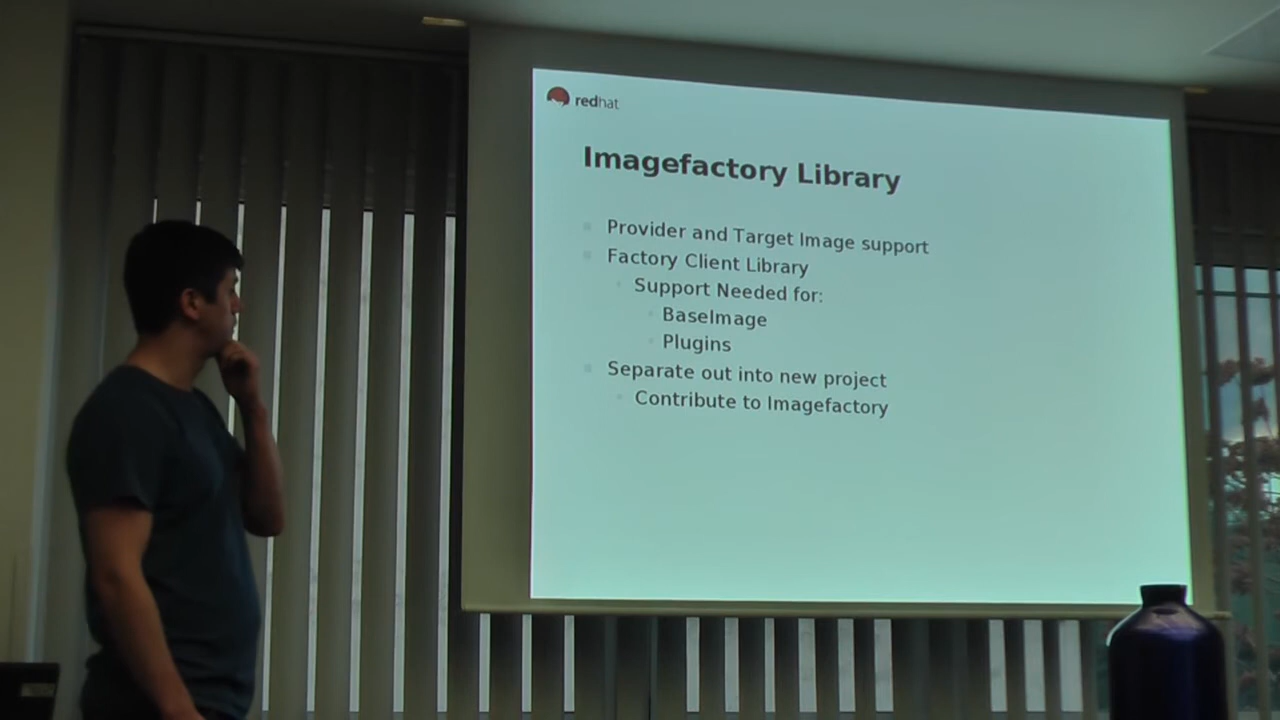 redhat
Imagefactory Library
Provider and Target Image support
Factory Client Library
Support Needed for:
BaseImage
Plugins
Separate out into new project
Contribute to Imagefactory